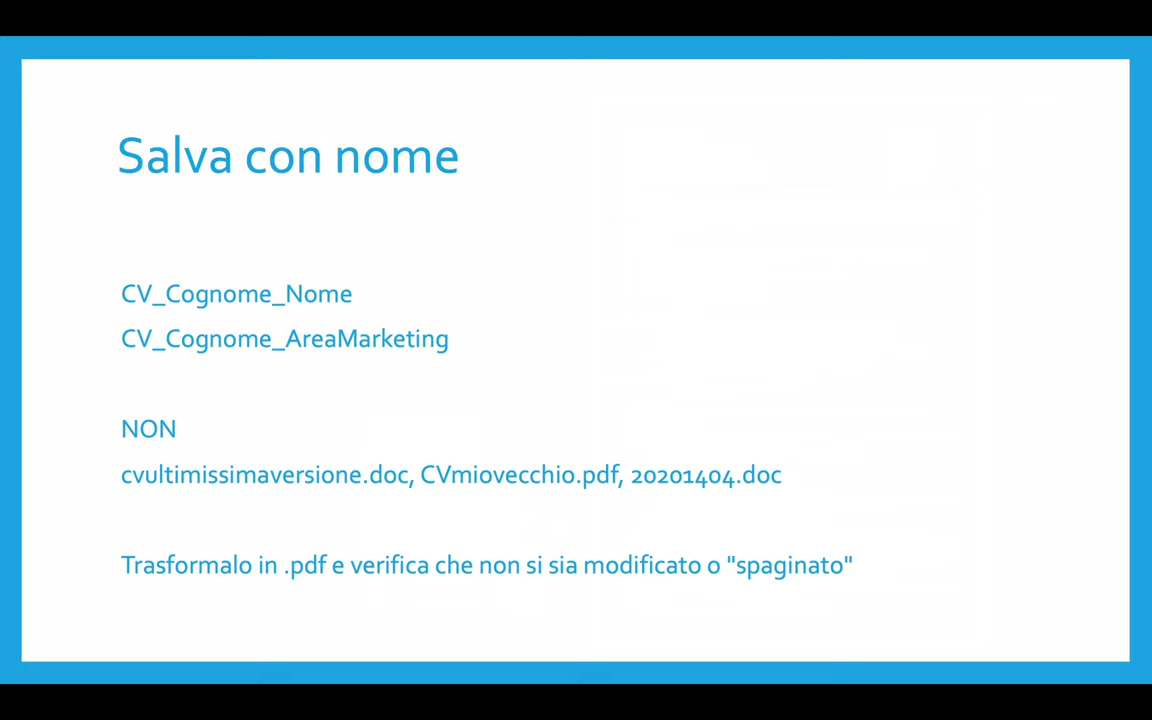 Salva con nome
CV_Cognome_Nome
CV_Cognome_AreaMarketing
NON
cvultimissimaversione.doc, CVmiovecchio.pdf, 20201404.doc
Trasformalo in .pdf e verifica che non si sia modificato o "spaginato"